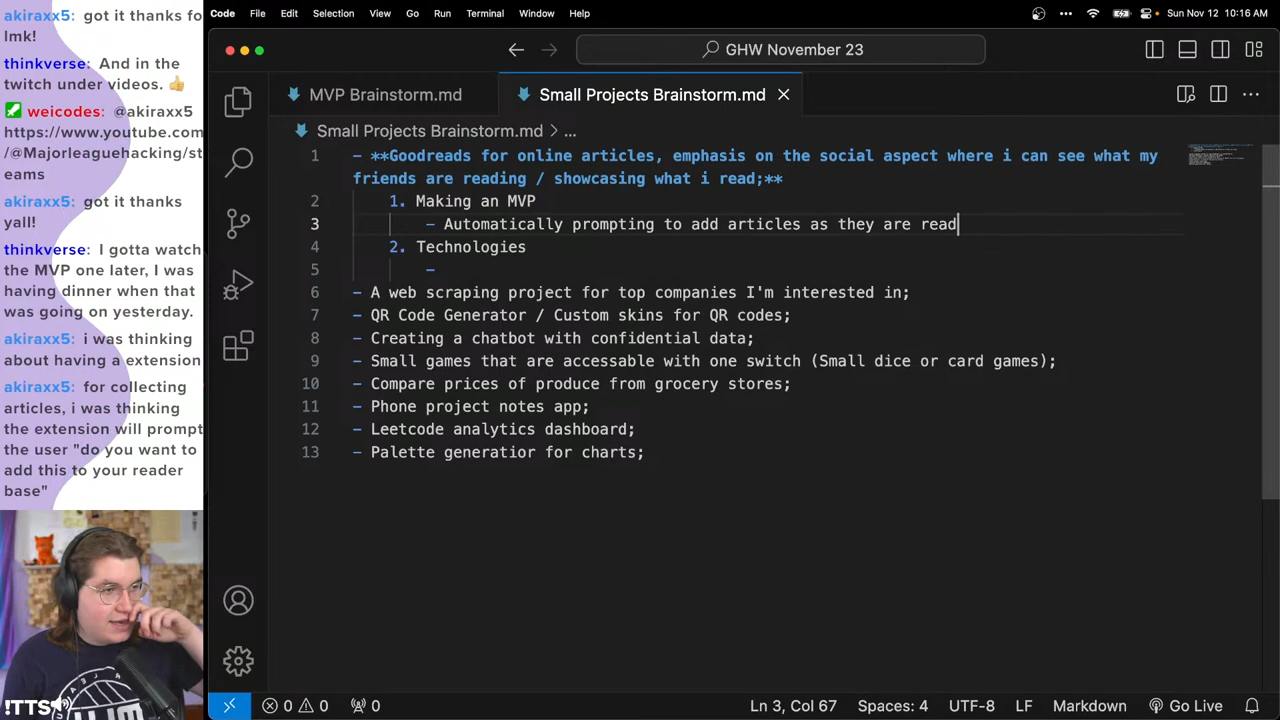 akiraxx5: got it thanks fo
lmk!
thinkverse: And in the
twitch under videos. 👍
weicodes: @akiraxx5
https://www.youtube.com
/@Majorleaguehacking/st
eams
akiraxx5: got it thanks
yall!
thinkverse: I gotta watch
the MVP one later, I was
having dinner when that
was going on yesterday.
akiraxx5: i was thinking
about having a extension
akiraxx5: for collecting
articles, i was thinking
the extension will prompt
the user "do you want to
add this to your reader
base"
!TTS
Code File Edit Selection View Go Run Terminal Window Help
Sun Nov 12 10:16 AM
GHW November 23
MVP Brainstorm.md
Small Projects Brainstorm.md
Small Projects Brainstorm.md > ...
1 - **Goodreads for online articles, emphasis on the social aspect where i can see what my
friends are reading / showcasing what i read;**
2 1. Making an MVP
3 - Automatically prompting to add articles as they are read
4 2. Technologies
5 -
6 - A web scraping project for top companies I'm interested in;
7 - QR Code Generator / Custom skins for QR codes;
8 - Creating a chatbot with confidential data;
9 - Small games that are accessable with one switch (Small dice or card games);
10 - Compare prices of produce from grocery stores;
11 - Phone project notes app;
12 - Leetcode analytics dashboard;
13 - Palette generatior for charts;
0 0 0
Ln 3, Col 67 Spaces: 4 UTF-8 LF Markdown Go Live